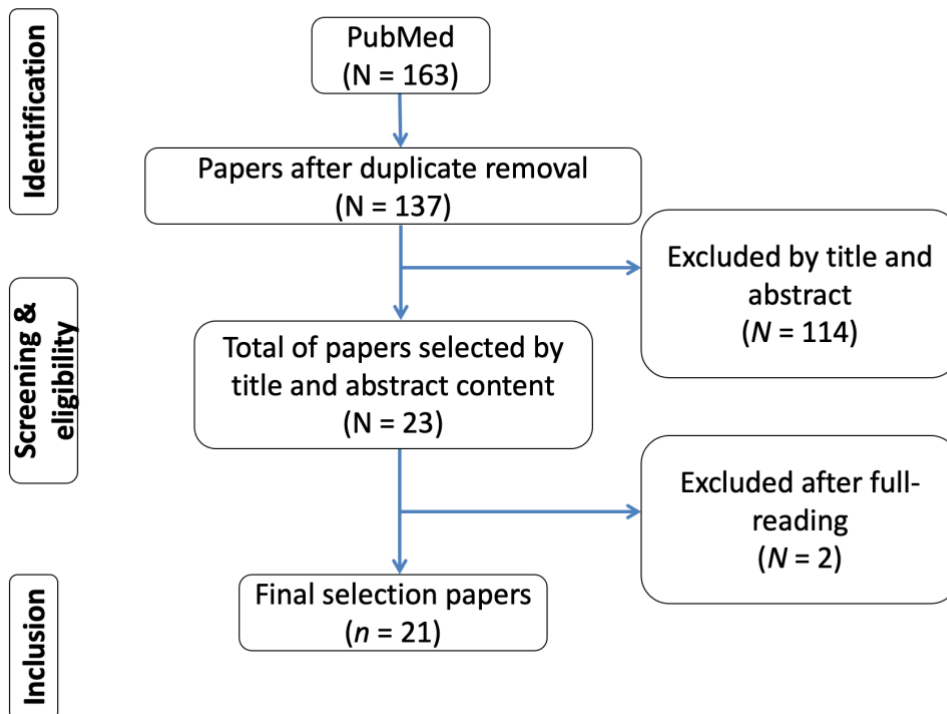 Identification
PubMed
(N = 163)
Papers after duplicate removal
(N = 137)
Excluded by title and
abstract
(N = 114)
Screening &
eligibility
Total of papers selected by
title and abstract content
(N = 23)
Excluded after full-
reading
(N = 2)
Inclusion
Final selection papers
(n = 21)